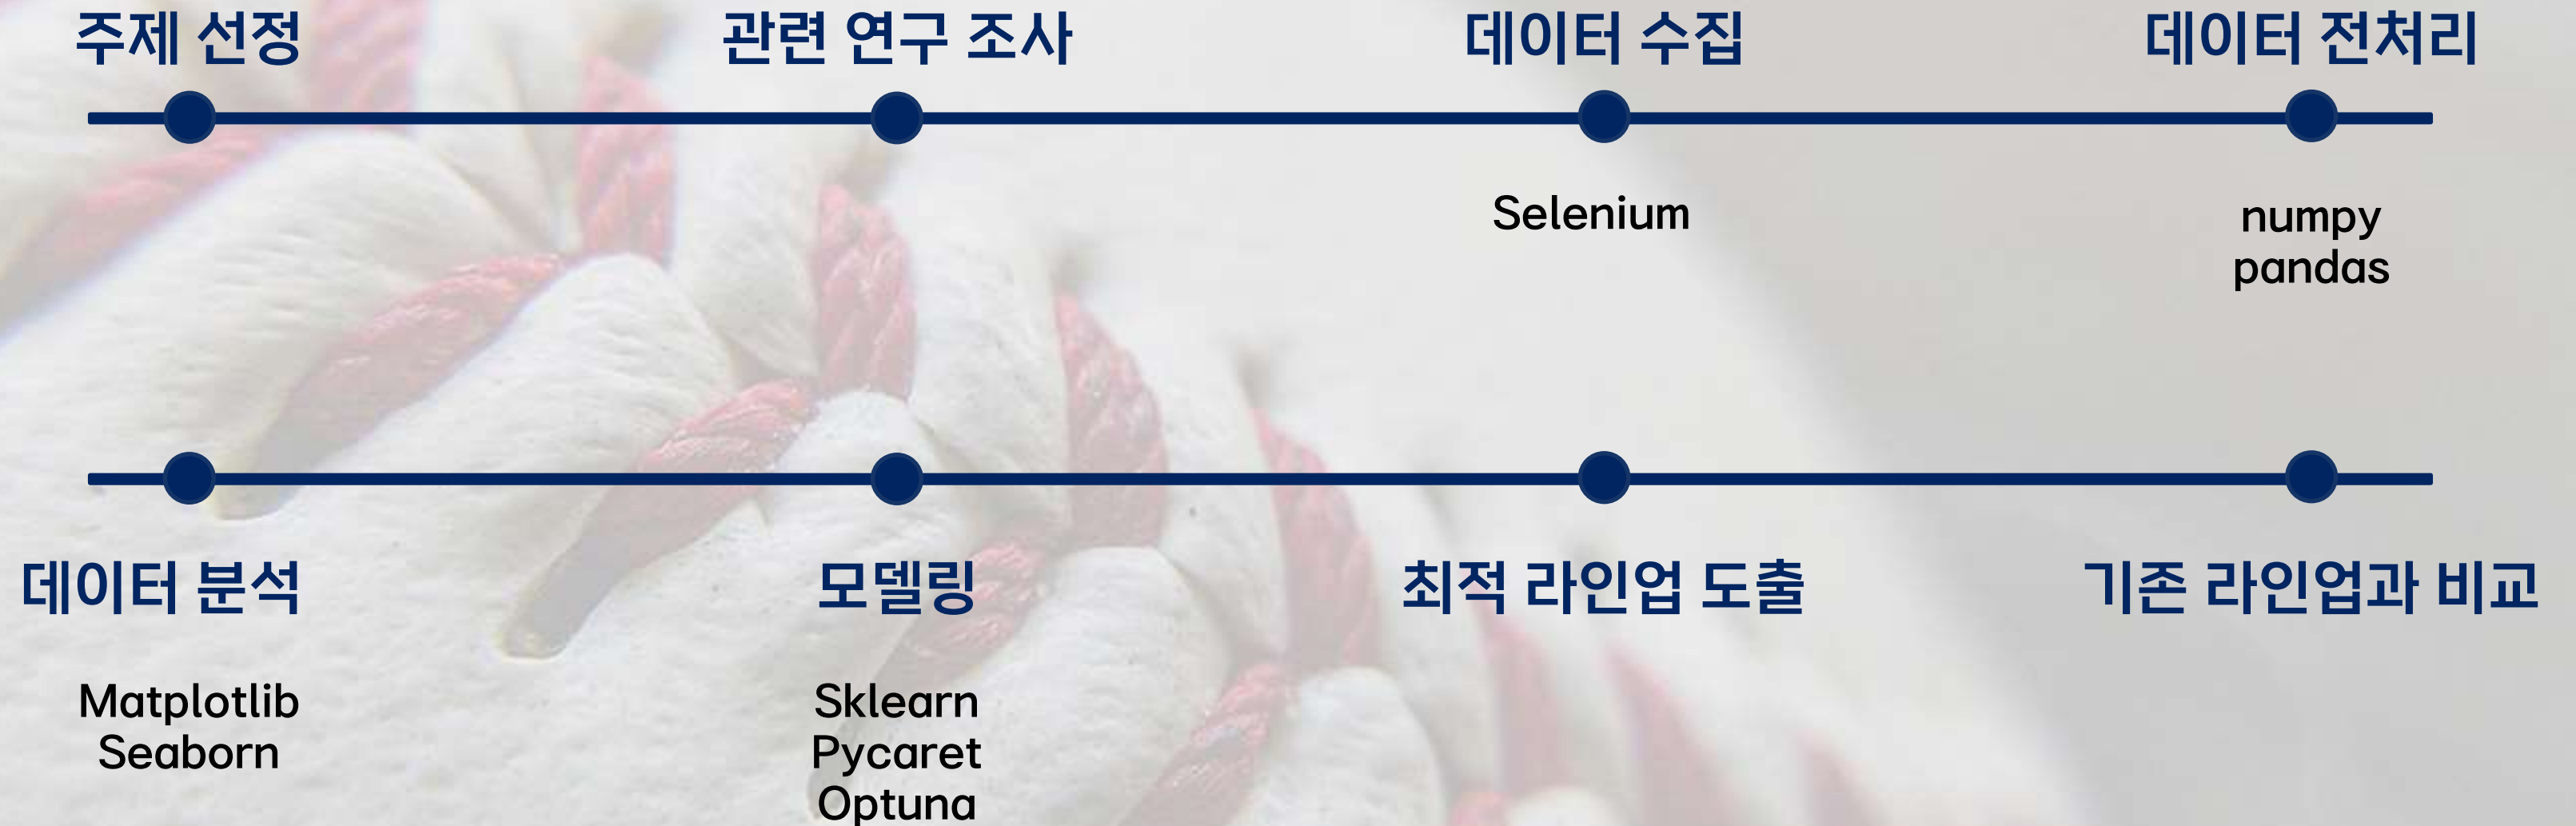 주제 선정
관련 연구 조사
데이터 수집
데이터 전처리
Selenium
numpy
pandas
데이터 분석
모델링
최적 라인업 도출
기존 라인업과 비교
Matplotlib
Seaborn
Sklearn
Pycaret
Optuna